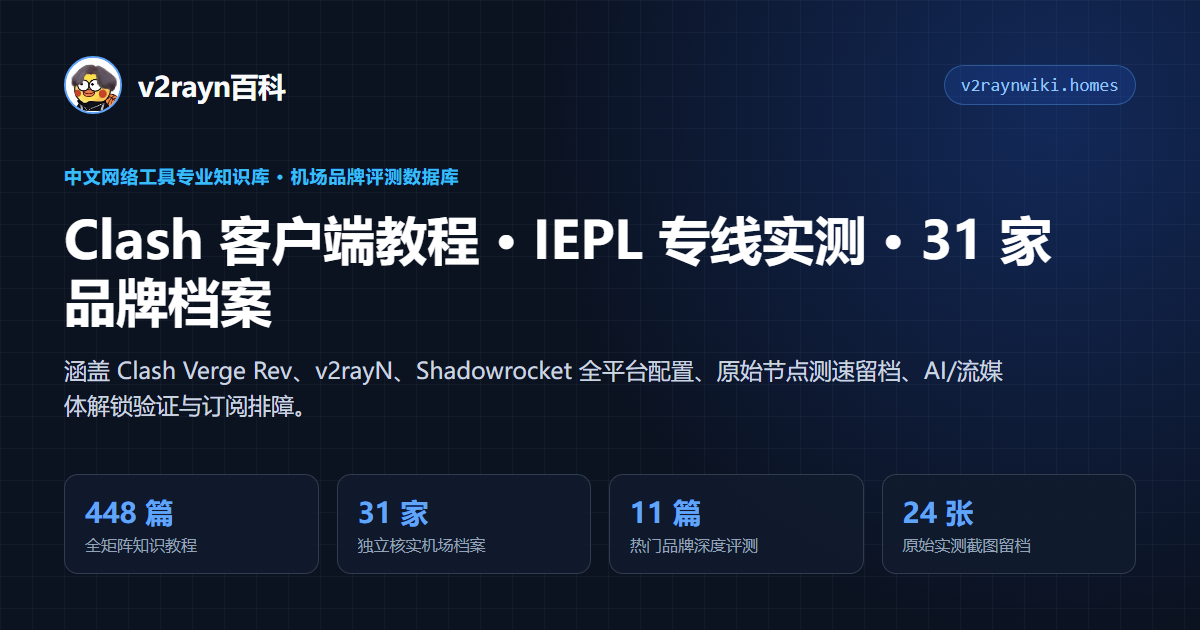 v2rayn百科
v2raynwiki.homes
中文网络工具专业知识库 • 机场品牌评测数据库
Clash 客户端教程 • IEPL 专线实测 • 31 家
品牌档案
涵盖 Clash Verge Rev、v2rayN、Shadowrocket 全平台配置、原始节点测速留档、AI/流媒
体解锁验证与订阅排障。
448 篇
全矩阵知识教程
31 家
独立核实机场档案
11 篇
热门品牌深度评测
24 张
原始实测截图留档